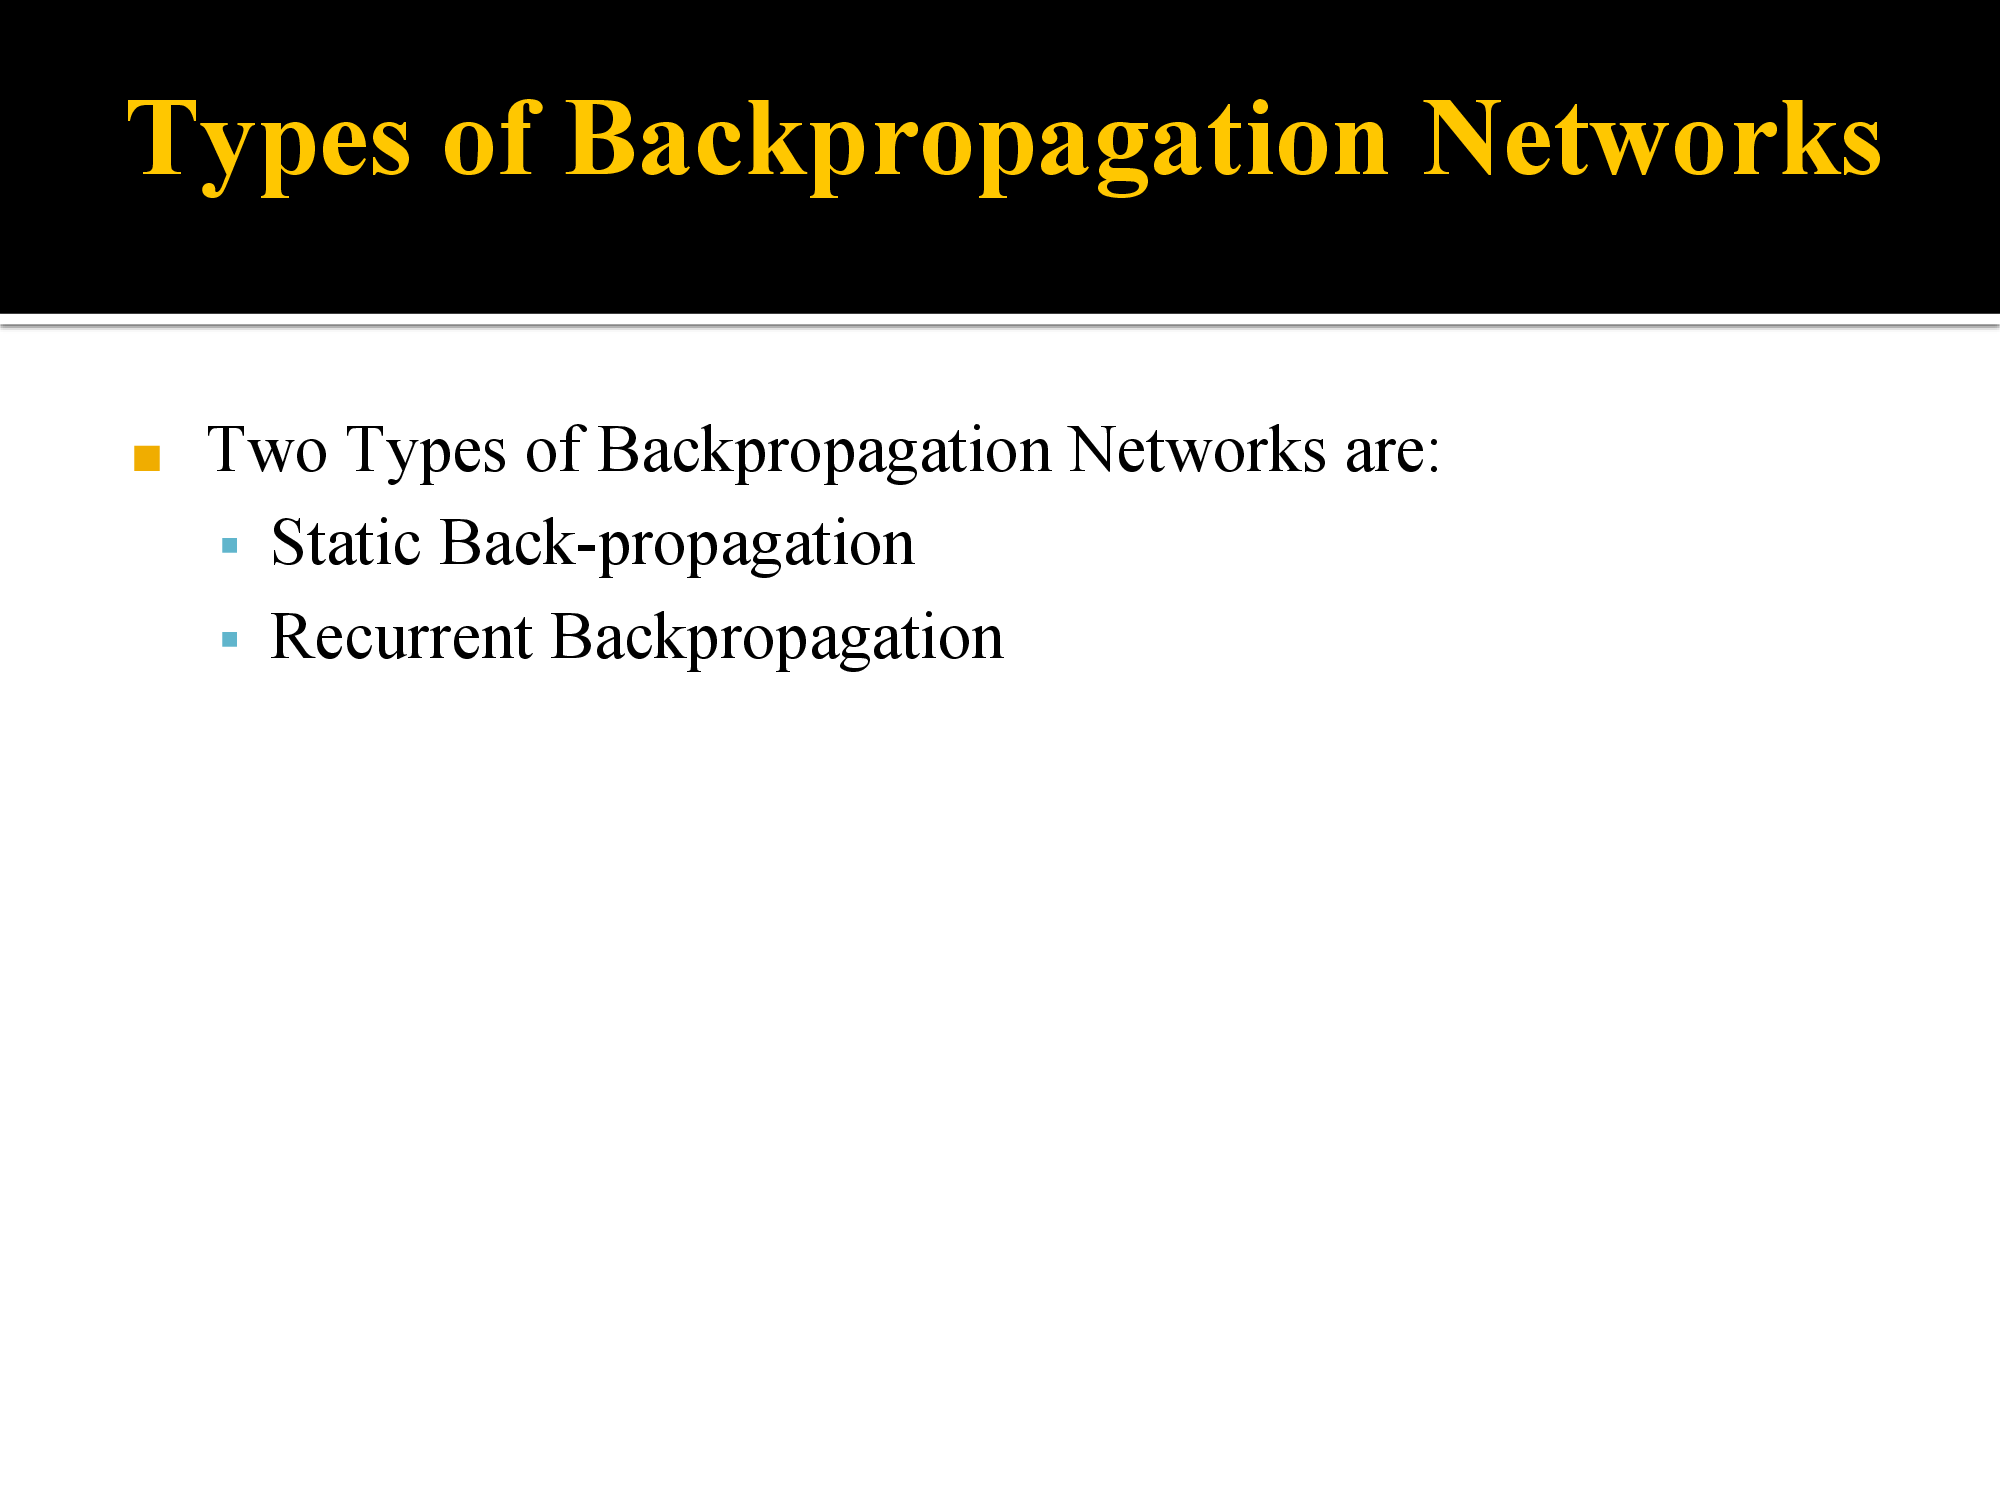 Types of Backpropagation Networks
Two Types of Backpropagation Networks are:
Static Back-propagation
Recurrent Backpropagation